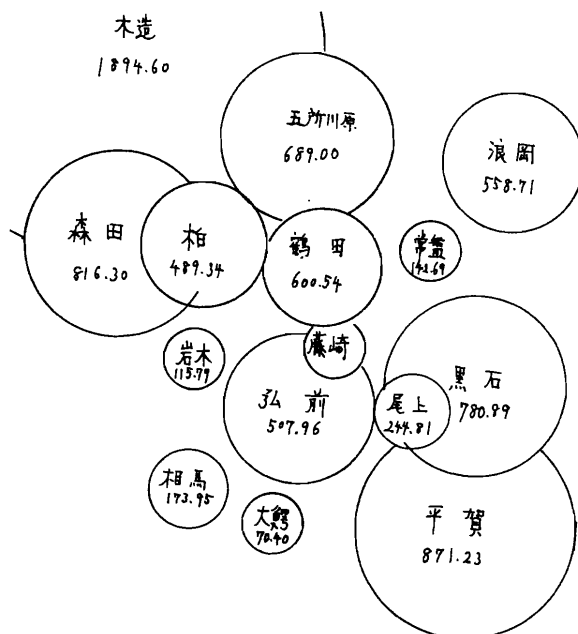 木造
1894.60
五所川原
689.00
浪岡
558.71
森田
816.30
柏
489.34
鶴田
600.54
常盤
142.69
藤崎
岩木
115.79
弘前
507.96
尾上
244.81
黒石
780.89
相馬
173.95
大鰐
70.40
平賀
871.23